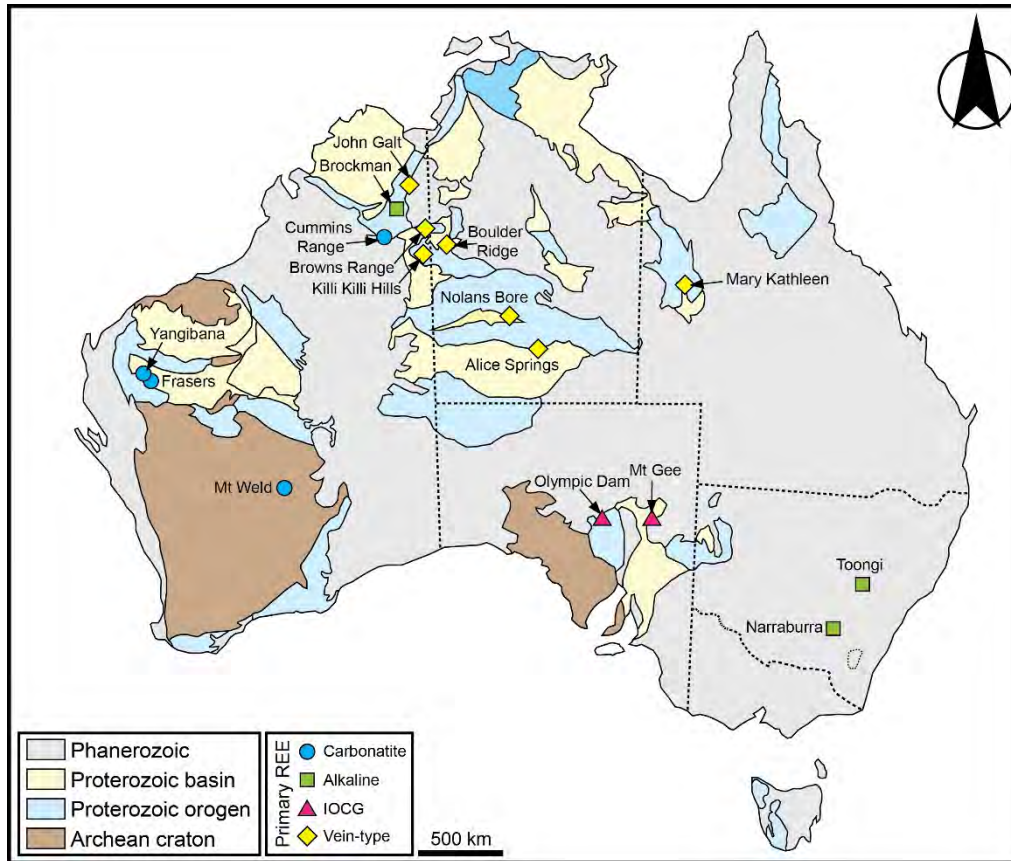 John Galt
Brockman
Cummins
Range
Browns Range
Killi Killi Hills
Boulder
Ridge
Mary Kathleen
Nolans Bore
Alice Springs
Yangibana
Frasers
Mt Weld
Olympic Dam
Mt Gee
Toongi
Narraburra
Phanerozoic
Proterozoic basin
Proterozoic orogen
Archean craton
Primary REE
Carbonatite
Alkaline
IOCG
Vein-type
500 km